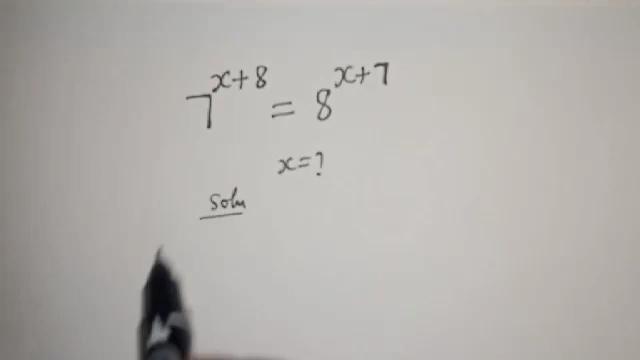 7^{x+8} = 8^{x+7}
x = ?
Soln